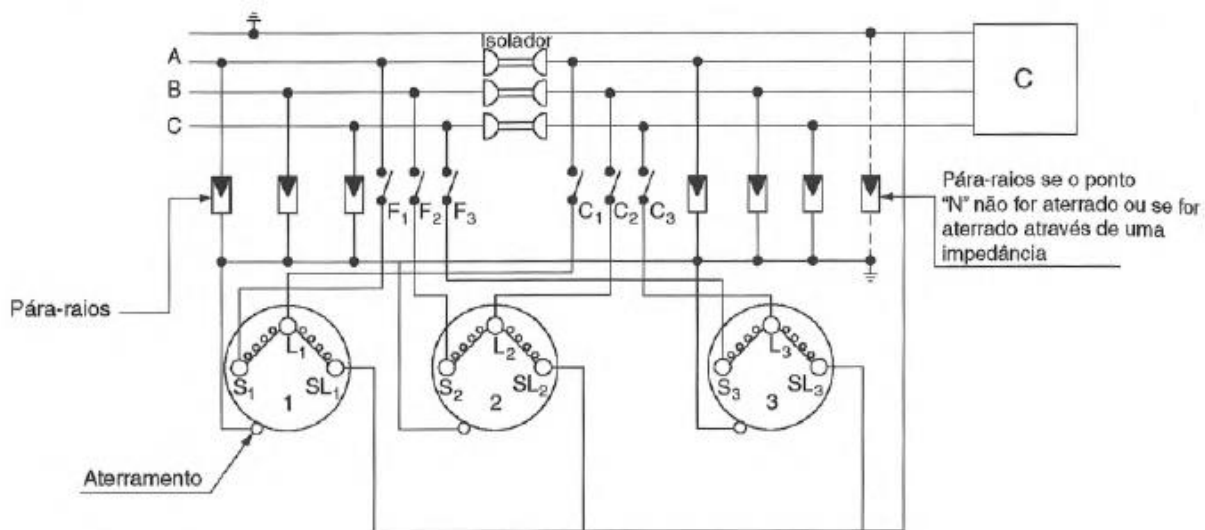 Isolador
A
B
C
C
F1 F2 F3 C1 C2 C3
Pára-raios se o ponto
"N" não for aterrado ou se for
aterrado através de uma
impedância
Pára-raios
L1 L2 L3
S1 SL1 S2 SL2 S3 SL3
1 2 3
Aterramento